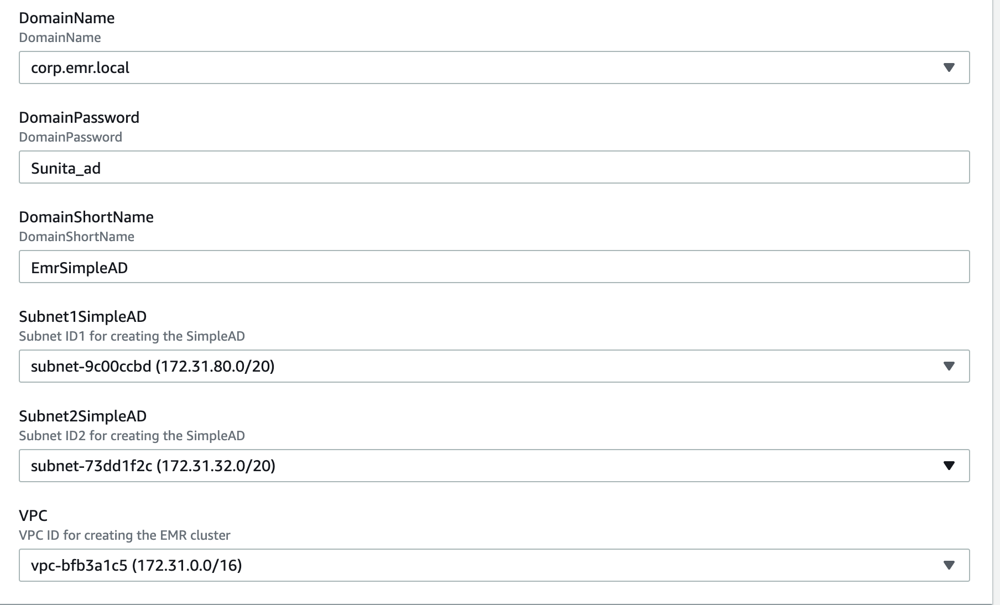 DomainName
DomainName
corp.emr.local
DomainPassword
DomainPassword
Sunita_ad
DomainShortName
DomainShortName
EmrSimpleAD
Subnet1SimpleAD
Subnet ID1 for creating the SimpleAD
subnet-9c00ccbd (172.31.80.0/20)
Subnet2SimpleAD
Subnet ID2 for creating the SimpleAD
subnet-73dd1f2c (172.31.32.0/20)
VPC
VPC ID for creating the EMR cluster
vpc-bfb3a1c5 (172.31.0.0/16)